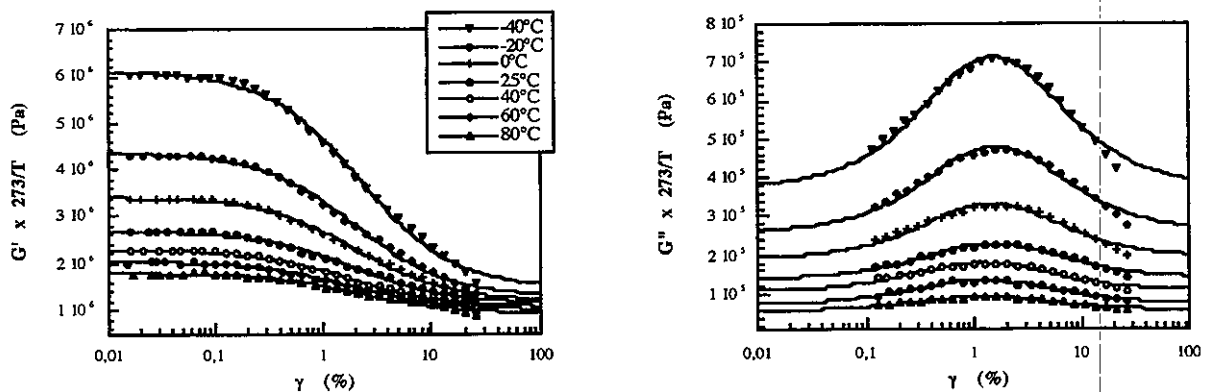 7 10⁶
6 10⁶
5 10⁶
4 10⁶
3 10⁶
2 10⁶
1 10⁶
G' x 273/T (Pa)
0,01 0,1 1 10 100
γ (%)
-40°C
-20°C
0°C
25°C
40°C
60°C
80°C
8 10⁵
7 10⁵
6 10⁵
5 10⁵
4 10⁵
3 10⁵
2 10⁵
1 10⁵
G" x 273/T (Pa)
0,01 0,1 1 10 100
γ (%)